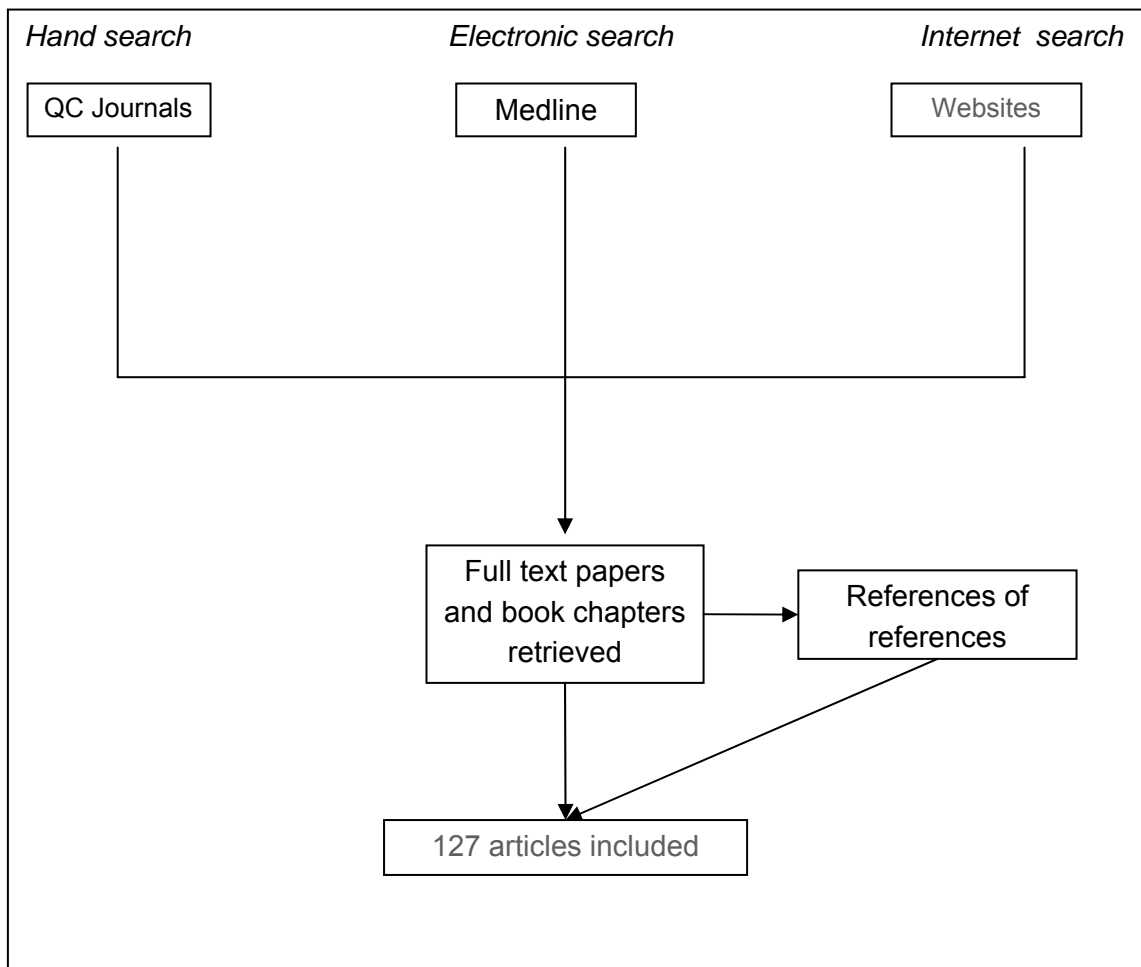 Hand search
Electronic search
Internet search
QC Journals
Medline
Websites
Full text papers
and book chapters
retrieved
References of
references
127 articles included